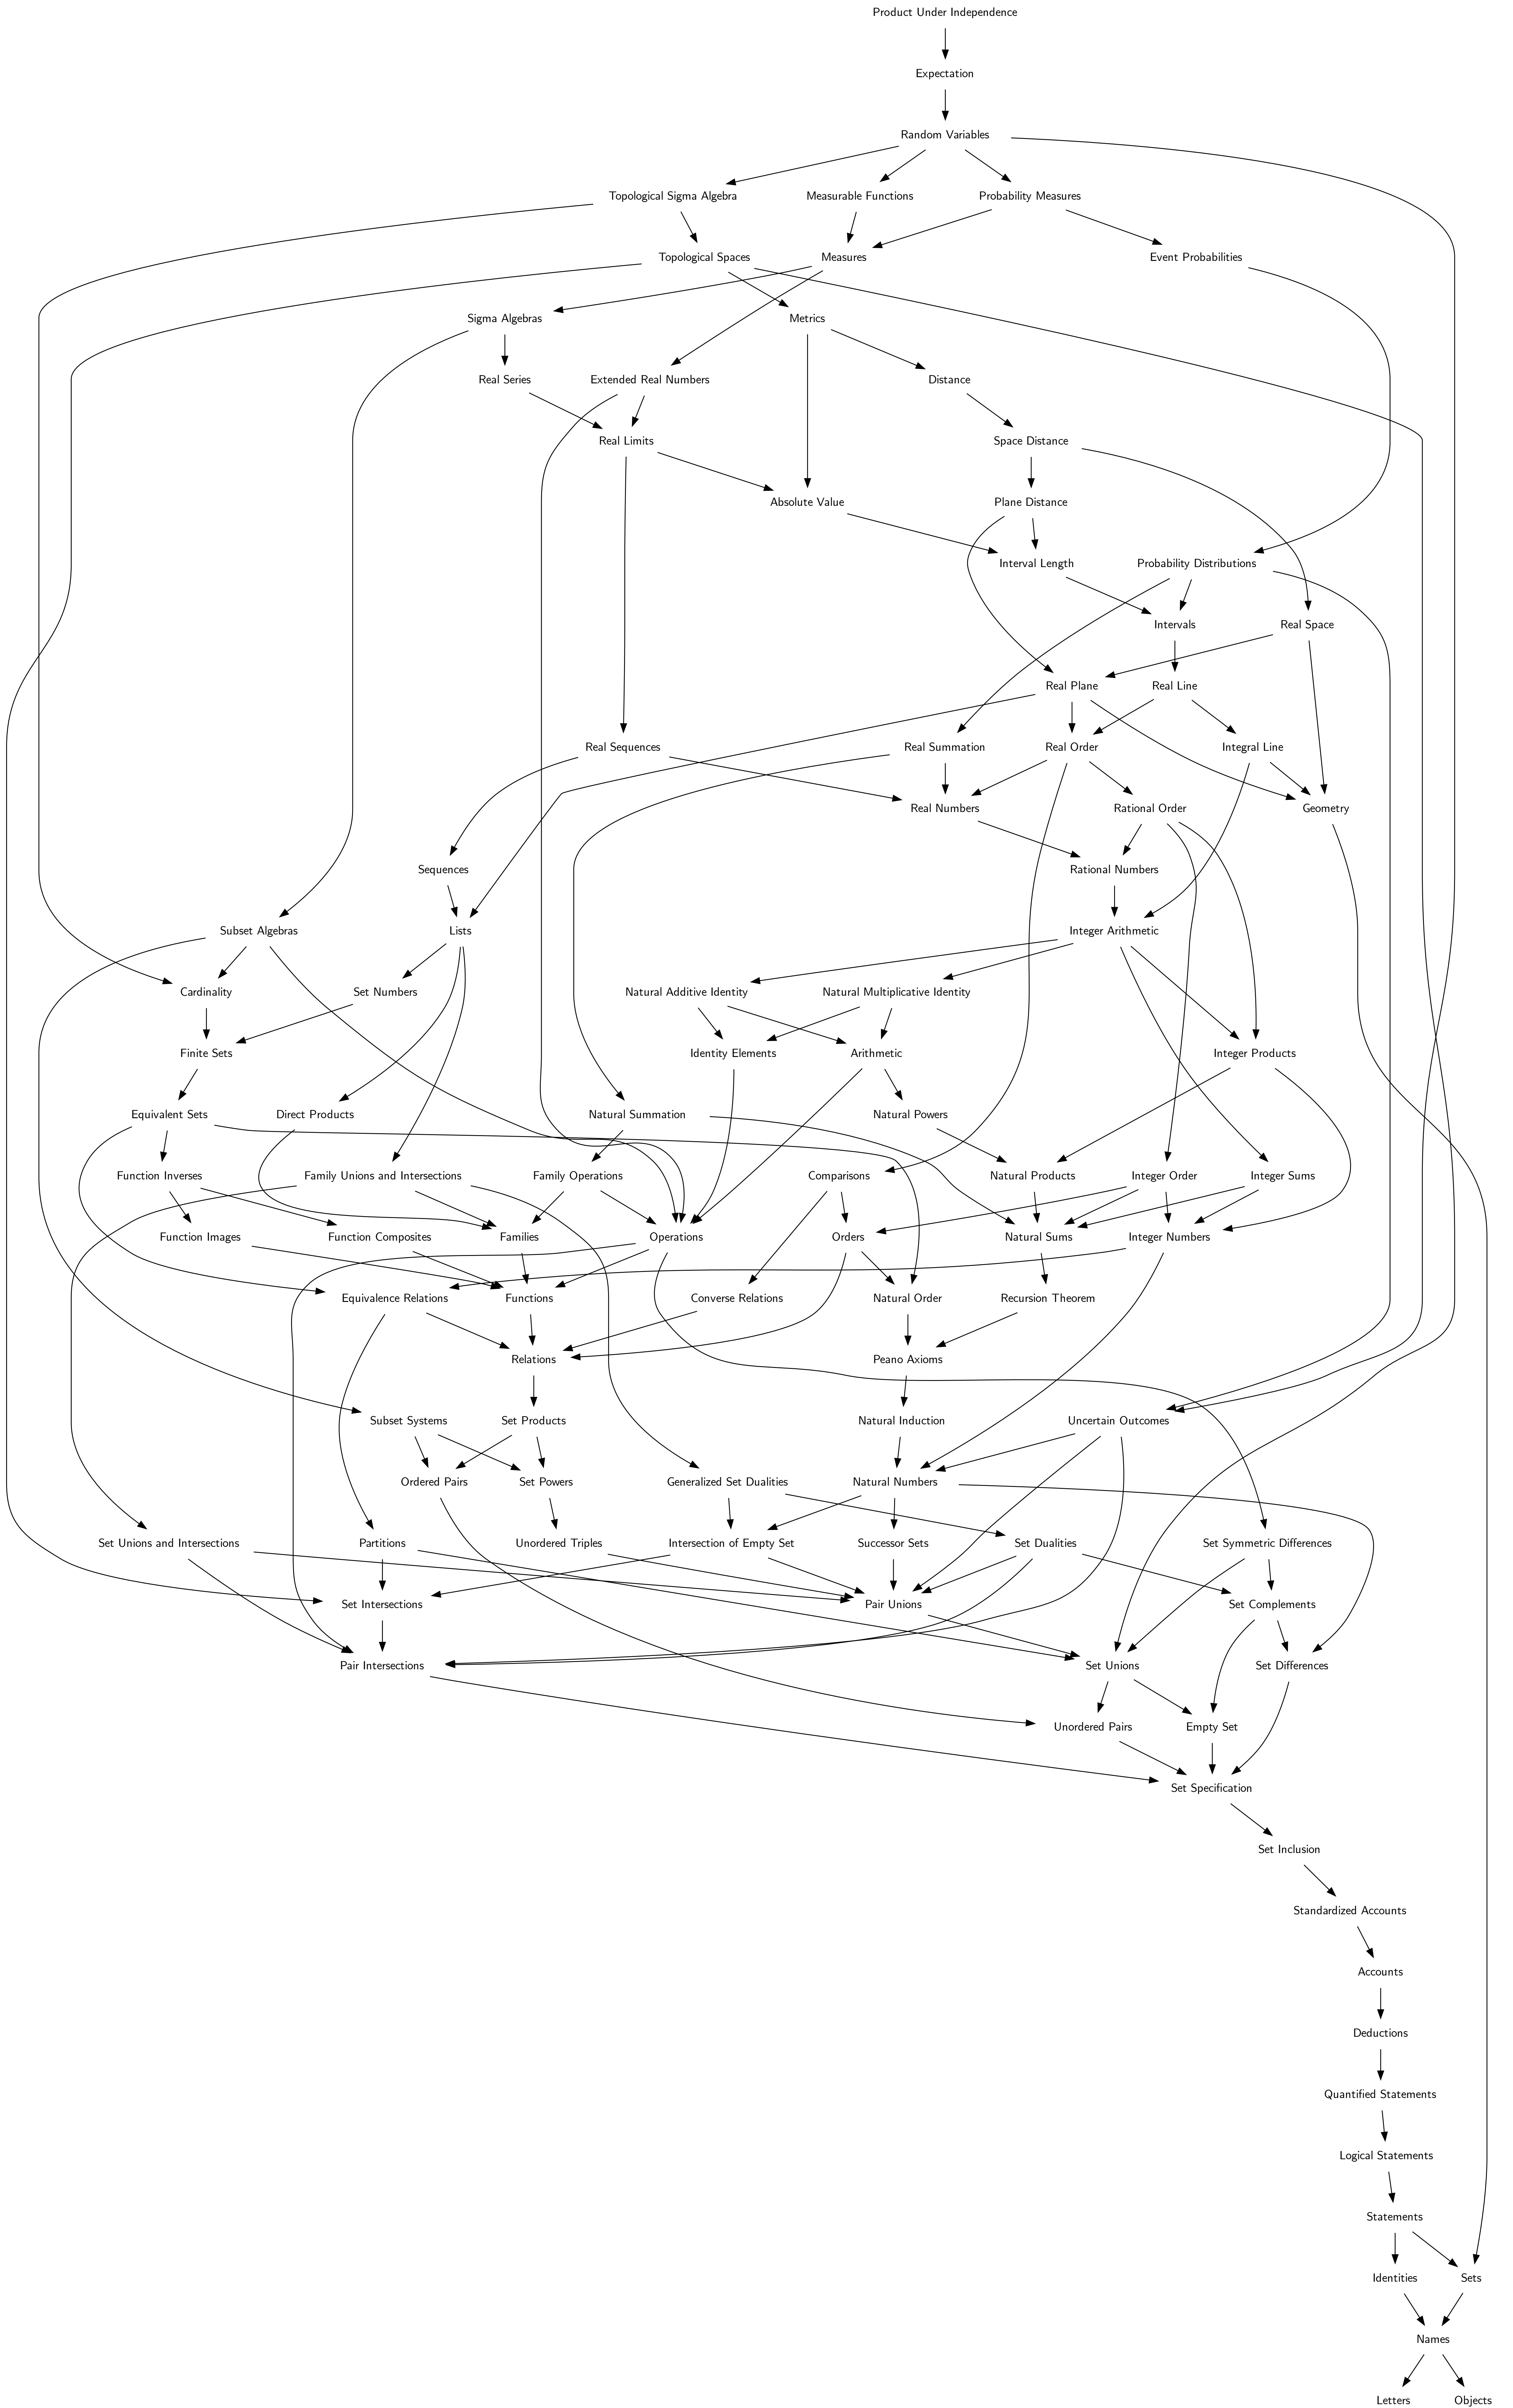 Product Under Independence
Expectation
Random Variables
Topological Sigma Algebra
Measurable Functions
Probability Measures
Topological Spaces
Measures
Event Probabilities
Sigma Algebras
Metrics
Real Series
Extended Real Numbers
Distance
Real Limits
Space Distance
Absolute Value
Plane Distance
Interval Length
Probability Distributions
Intervals
Real Space
Real Plane
Real Line
Real Sequences
Real Summation
Real Order
Integral Line
Real Numbers
Rational Order
Geometry
Sequences
Rational Numbers
Subset Algebras
Lists
Integer Arithmetic
Cardinality
Set Numbers
Natural Additive Identity
Natural Multiplicative Identity
Finite Sets
Identity Elements
Arithmetic
Integer Products
Equivalent Sets
Direct Products
Natural Summation
Natural Powers
Function Inverses
Family Unions and Intersections
Family Operations
Comparisons
Natural Products
Integer Order
Integer Sums
Function Images
Function Composites
Families
Operations
Orders
Natural Sums
Integer Numbers
Equivalence Relations
Functions
Converse Relations
Natural Order
Recursion Theorem
Relations
Peano Axioms
Subset Systems
Set Products
Natural Induction
Uncertain Outcomes
Ordered Pairs
Set Powers
Generalized Set Dualities
Natural Numbers
Set Unions and Intersections
Partitions
Unordered Triples
Intersection of Empty Set
Successor Sets
Set Dualities
Set Symmetric Differences
Set Intersections
Pair Unions
Set Complements
Pair Intersections
Set Unions
Set Differences
Unordered Pairs
Empty Set
Set Specification
Set Inclusion
Standardized Accounts
Accounts
Deductions
Quantified Statements
Logical Statements
Statements
Identities
Sets
Names
Letters
Objects